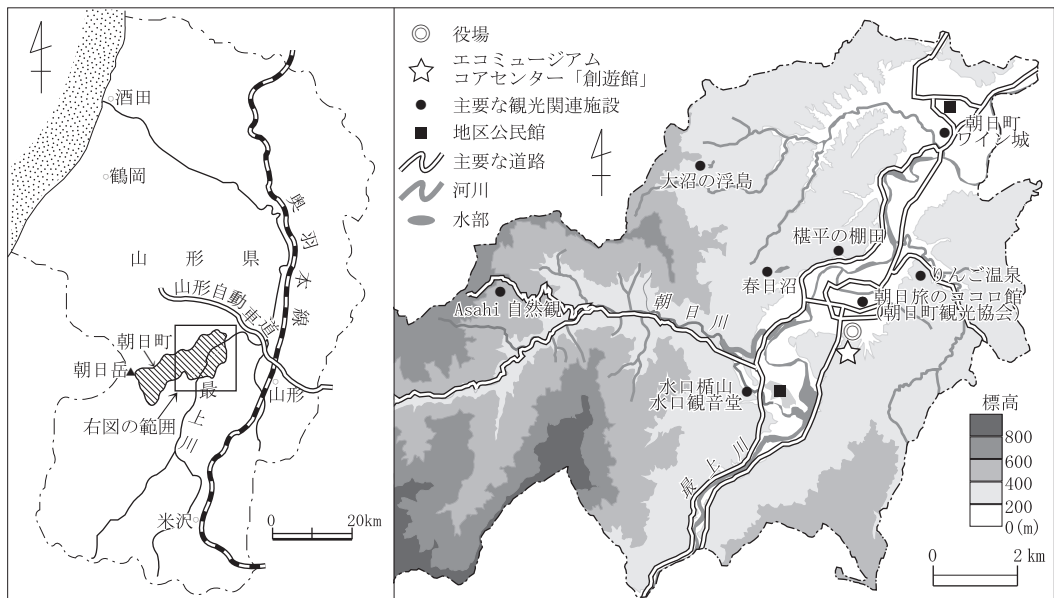 酒田
鶴岡
奥羽本線
山形県
山形自動車道
朝日町
朝日岳
最上川
山形
右図の範囲
米沢
0 20km
役場
エコミュージアム
コアセンター「創遊館」
主要な観光関連施設
地区公民館
主要な道路
河川
水部
朝日町
ワイン城
大沼の浮島
椹平の棚田
春日沼
りんご温泉
Asahi自然観
朝日川
朝日旅のココロ館
(朝日町観光協会)
水口楯山
水口観音堂
最上川
標高
800
600
400
200
0(m)
0 2km